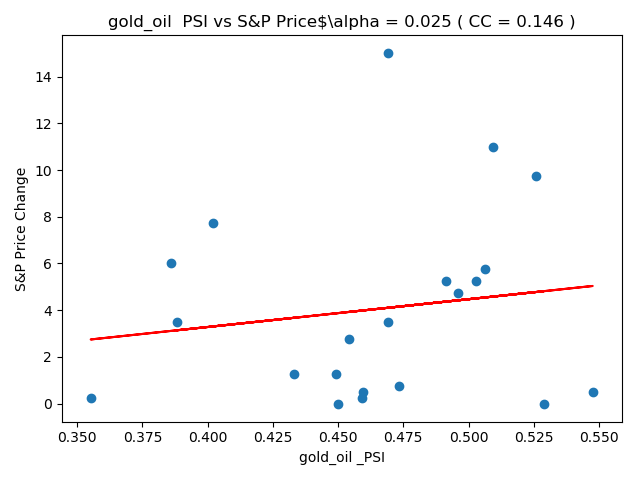 gold_oil  PSI vs S&P Price$\alpha = 0.025 ( CC = 0.146 )
S&P Price Change
14
12
10
8
6
4
2
0
0.350 0.375 0.400 0.425 0.450 0.475 0.500 0.525 0.550
gold_oil _PSI